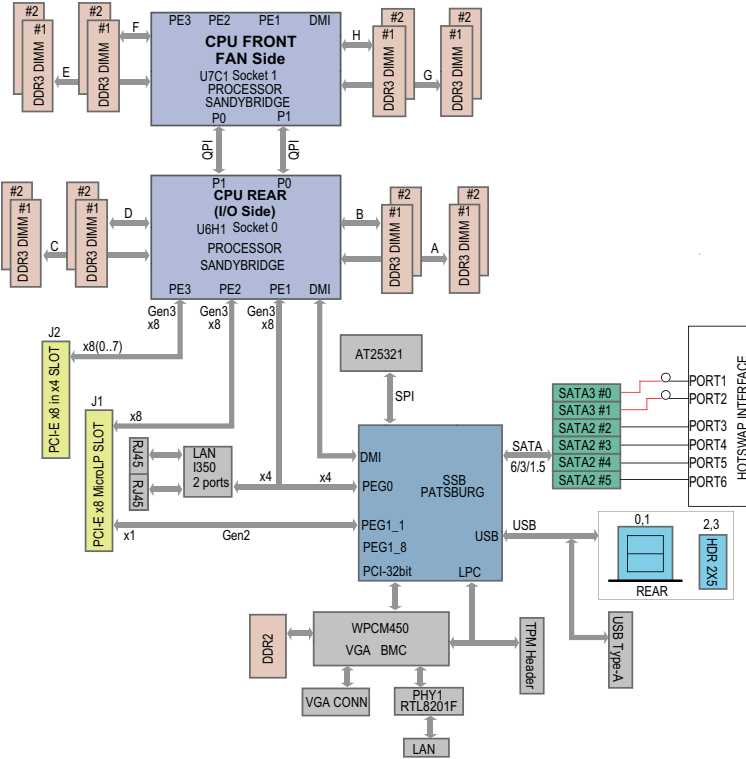 #2
#1
DDR3 DIMM
#2
#1
DDR3 DIMM
F
E
PE3 PE2 PE1 DMI
CPU FRONT
FAN Side
U7C1 Socket 1
PROCESSOR
SANDYBRIDGE
P0 P1
H
G
#2
#1
DDR3 DIMM
#2
#1
DDR3 DIMM
QPI
QPI
#2
#1
DDR3 DIMM
#2
#1
DDR3 DIMM
D
C
P1 P0
CPU REAR
(I/O Side)
U6H1 Socket 0
PROCESSOR
SANDYBRIDGE
PE3 PE2 PE1 DMI
B
A
#2
#1
DDR3 DIMM
#2
#1
DDR3 DIMM
Gen3
x8
Gen3
x8
Gen3
x8
J2
x8(0..7)
PCI-E x8 in x4 SLOT
J1
x8
PCI-E x8 MicroLP SLOT
RJ45
RJ45
LAN
I350
2 ports
x4
x4
x1
Gen2
AT25321
SPI
DMI
PEG0
SSB
PATSBURG
PEG1_1
PEG1_8
PCI-32bit
USB
LPC
SATA
6/3/1.5
SATA3 #0
SATA3 #1
SATA2 #2
SATA2 #3
SATA2 #4
SATA2 #5
PORT1
PORT2
PORT3
PORT4
PORT5
PORT6
HOTSWAP INTERFACE
USB
0,1
REAR
2,3
HDR 2X5
USB Type-A
DDR2
WPCM450
VGA BMC
TPM Header
VGA CONN
PHY1
RTL8201F
LAN